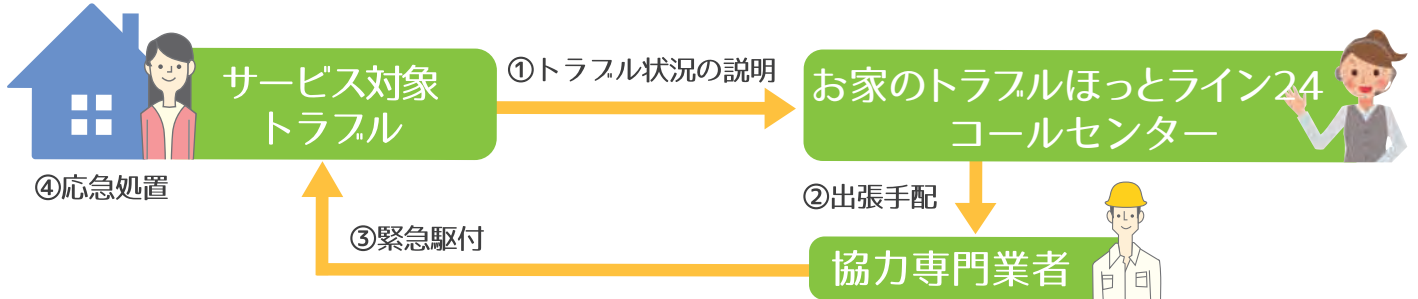 サービス対象
トラブル
①トラブル状況の説明
お家のトラブルほっとライン24
コールセンター
②出張手配
協力専門業者
③緊急駆付
④応急処置